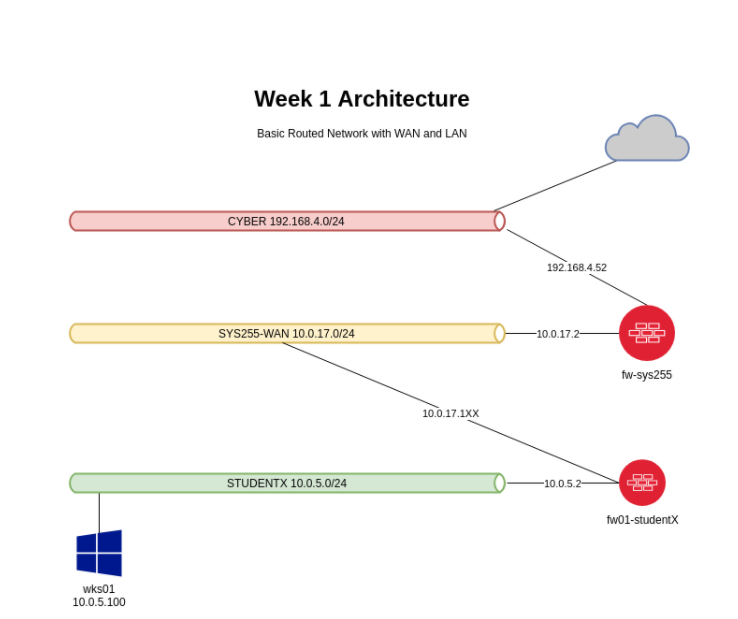 Week 1 Architecture
Basic Routed Network with WAN and LAN
CYBER 192.168.4.0/24
192.168.4.52
SYS255-WAN 10.0.17.0/24
10.0.17.2
fw-sys255
10.0.17.1XX
STUDENTX 10.0.5.0/24
10.0.5.2
fw01-studentX
wks01
10.0.5.100